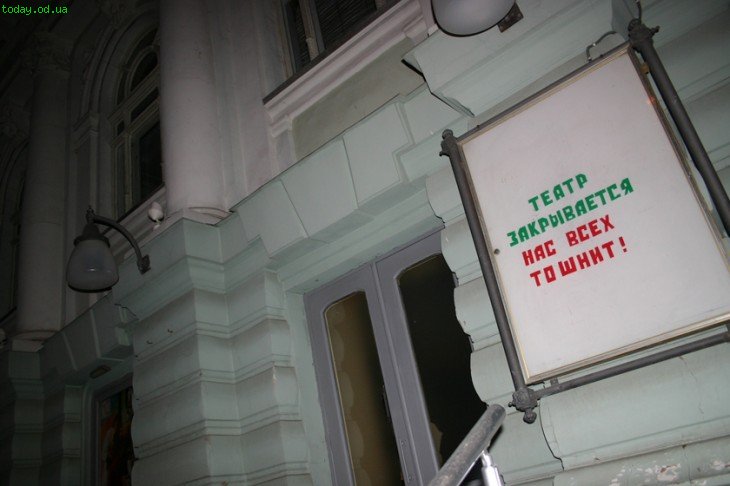 today.od.ua
ТЕАТР
ЗАКРЫВАЕТСЯ
НАС ВСЕХ
ТОШНИТ!